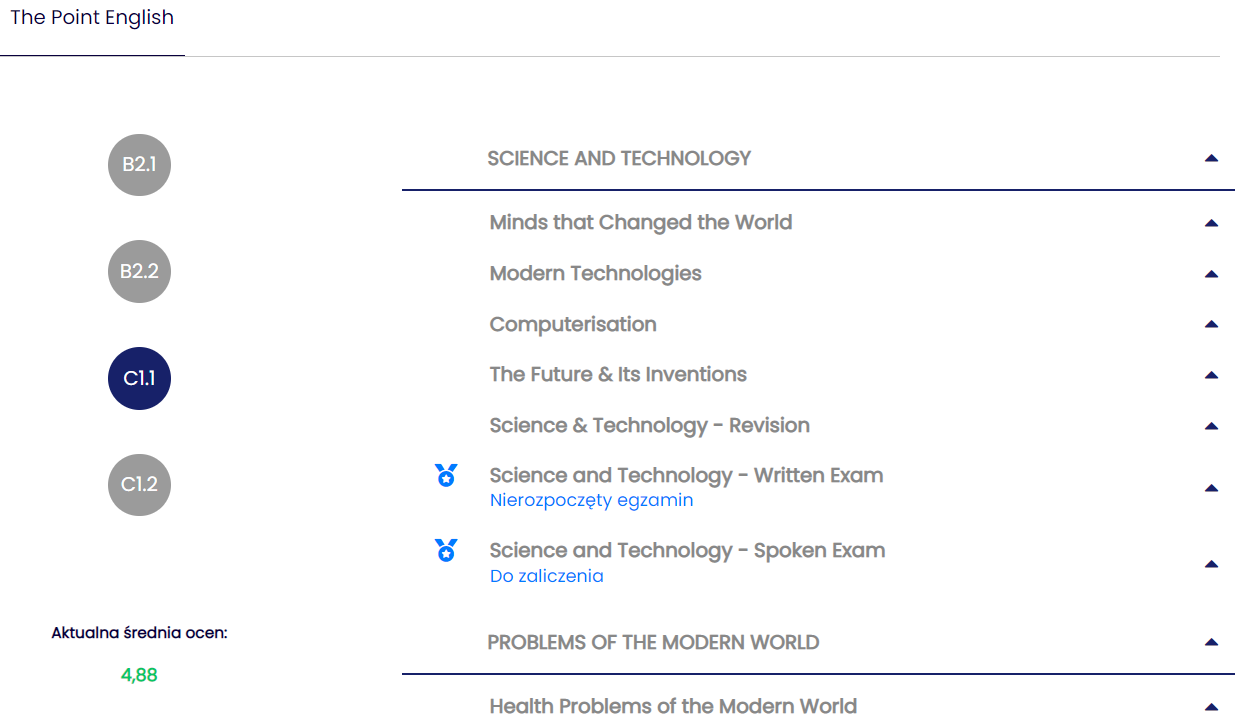 The Point English
B2.1
B2.2
C1.1
C1.2
Aktualna średnia ocen:
4,88
SCIENCE AND TECHNOLOGY
Minds that Changed the World
Modern Technologies
Computerisation
The Future & Its Inventions
Science & Technology - Revision
Science and Technology - Written Exam
Nierozpoczęty egzamin
Science and Technology - Spoken Exam
Do zaliczenia
PROBLEMS OF THE MODERN WORLD
Health Problems of the Modern World